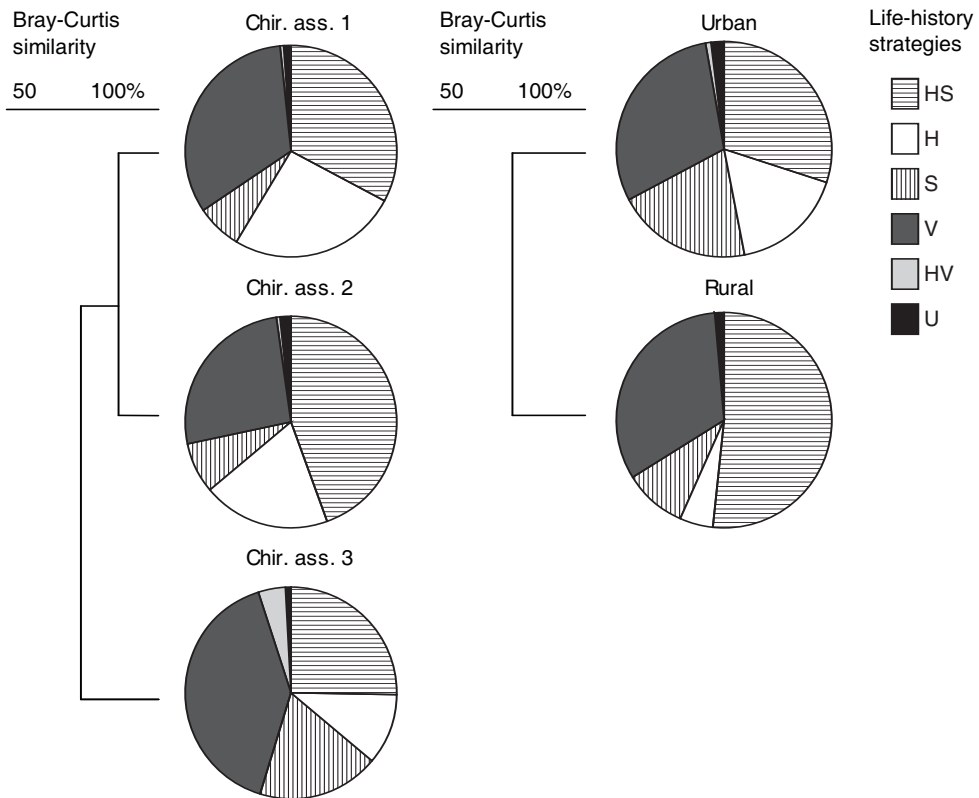 Bray-Curtis
similarity
50 100%
Chir. ass. 1
Chir. ass. 2
Chir. ass. 3
Bray-Curtis
similarity
50 100%
Urban
Rural
Life-history
strategies
HS
H
S
V
HV
U